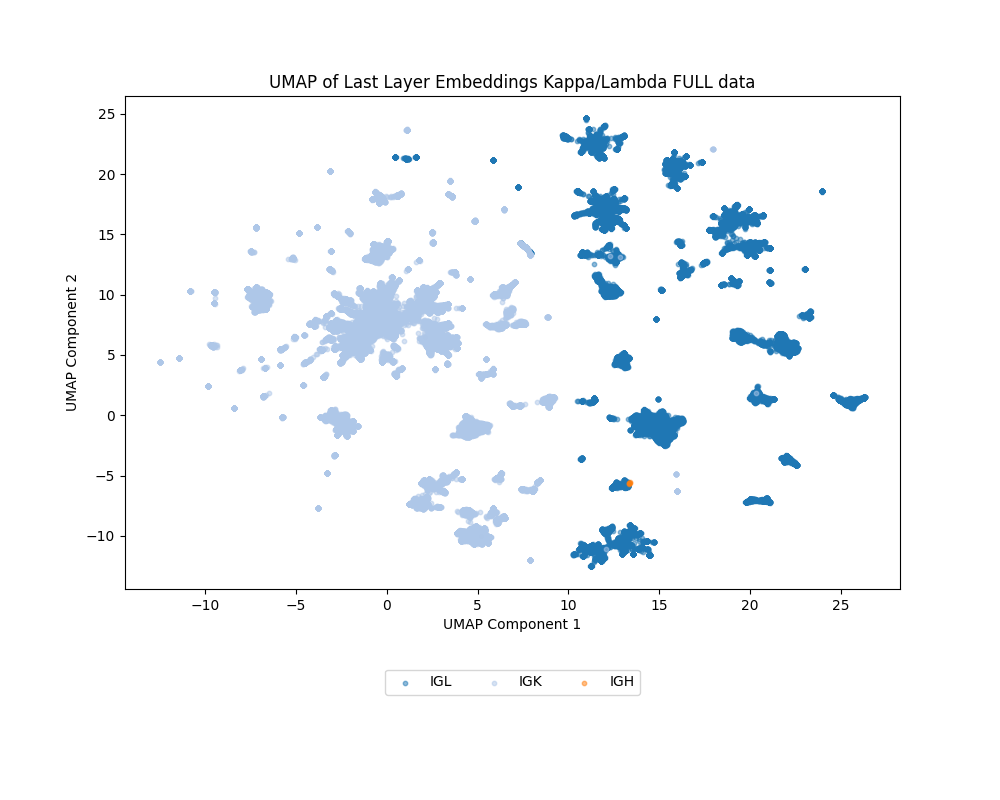 UMAP of Last Layer Embeddings Kappa/Lambda FULL data
25
20
15
10
5
0
−5
−10
UMAP Component 2
−10 −5 0 5 10 15 20 25
UMAP Component 1
IGL IGK IGH